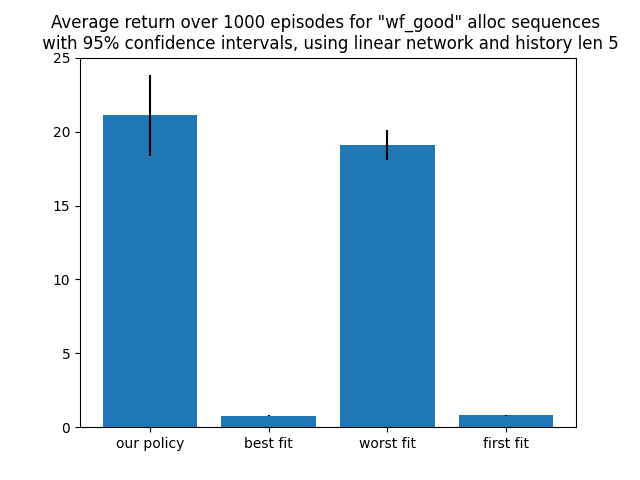 Average return over 1000 episodes for "wf_good" alloc sequences
with 95% confidence intervals, using linear network and history len 5
25
20
15
10
5
0
our policy
best fit
worst fit
first fit